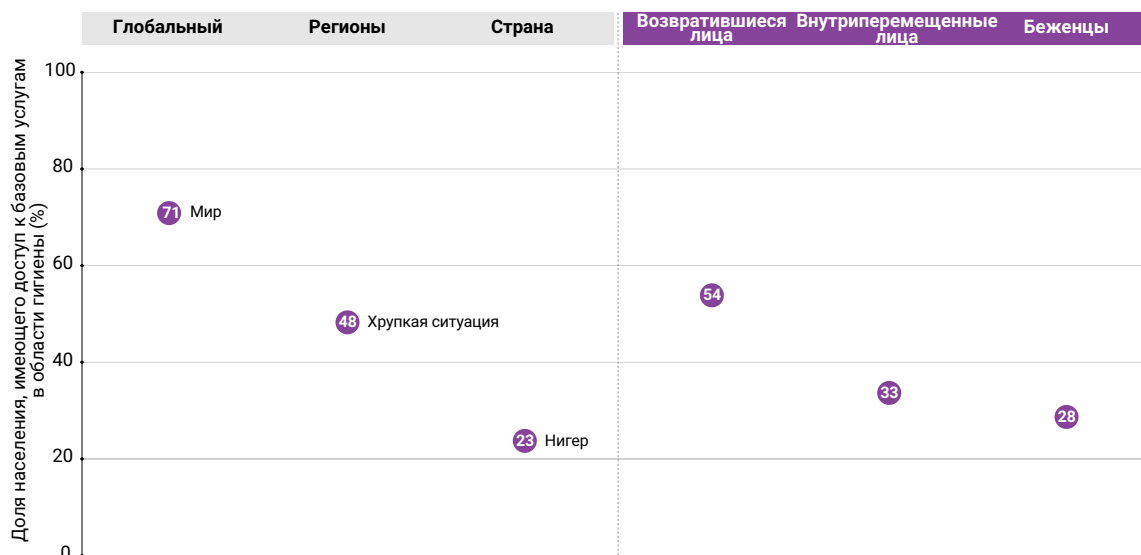 Глобальный
Регионы
Страна
Возвратившиеся
лица
Внутриперемещенные
лица
Беженцы
Доля населения, имеющего доступ к базовым услугам
в области гигиены (%)
100
80
60
40
20
0
71 Мир
48 Хрупкая ситуация
23 Нигер
54
33
28